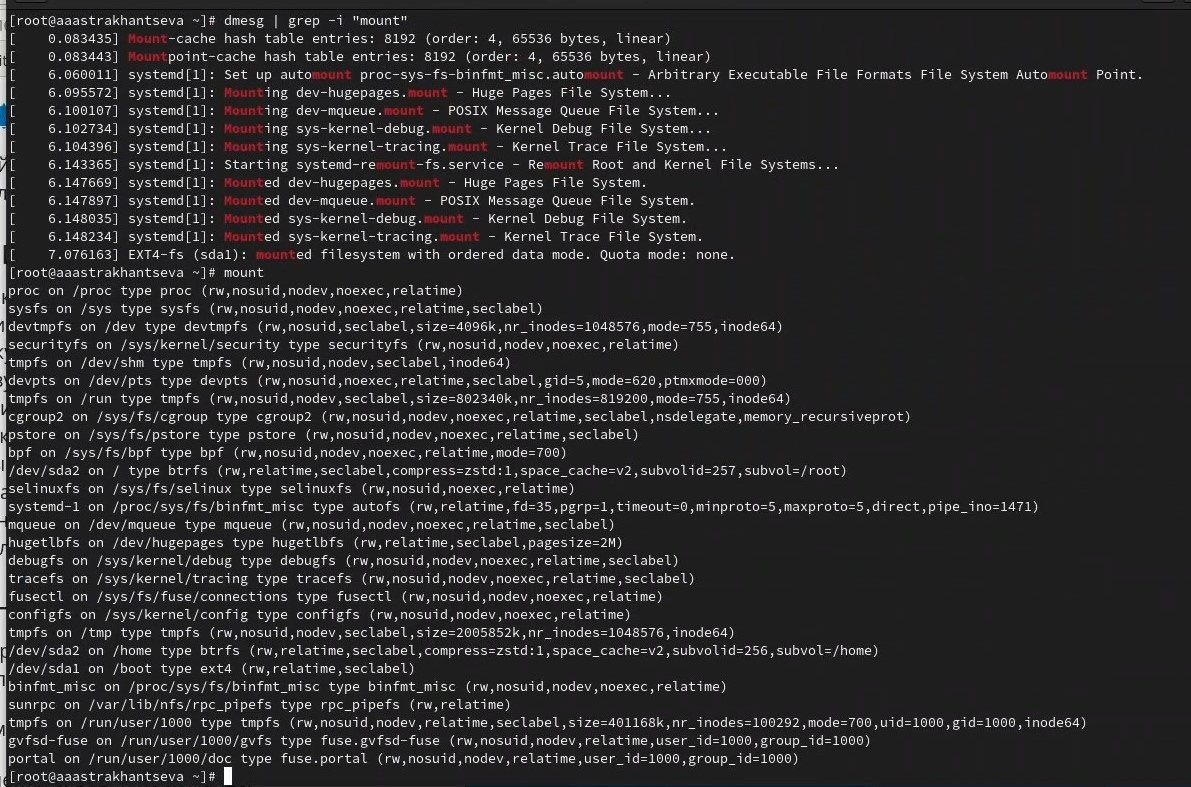 [root@aaastrakhantseva ~]# dmesg | grep -i "mount"
[    0.083435] Mount-cache hash table entries: 8192 (order: 4, 65536 bytes, linear)
[    0.083443] Mountpoint-cache hash table entries: 8192 (order: 4, 65536 bytes, linear)
[    6.060011] systemd[1]: Set up automount proc-sys-fs-binfmt_misc.automount - Arbitrary Executable File Formats File System Automount Point.
[    6.095572] systemd[1]: Mounting dev-hugepages.mount - Huge Pages File System...
[    6.100107] systemd[1]: Mounting dev-mqueue.mount - POSIX Message Queue File System...
[    6.102734] systemd[1]: Mounting sys-kernel-debug.mount - Kernel Debug File System...
[    6.104396] systemd[1]: Mounting sys-kernel-tracing.mount - Kernel Trace File System...
[    6.143365] systemd[1]: Starting systemd-remount-fs.service - Remount Root and Kernel File Systems...
[    6.147669] systemd[1]: Mounted dev-hugepages.mount - Huge Pages File System.
[    6.147897] systemd[1]: Mounted dev-mqueue.mount - POSIX Message Queue File System.
[    6.148035] systemd[1]: Mounted sys-kernel-debug.mount - Kernel Debug File System.
[    6.148234] systemd[1]: Mounted sys-kernel-tracing.mount - Kernel Trace File System.
[    7.076163] EXT4-fs (sda1): mounted filesystem with ordered data mode. Quota mode: none.
[root@aaastrakhantseva ~]# mount
proc on /proc type proc (rw,nosuid,nodev,noexec,relatime)
sysfs on /sys type sysfs (rw,nosuid,nodev,noexec,relatime,seclabel)
devtmpfs on /dev type devtmpfs (rw,nosuid,seclabel,size=4096k,nr_inodes=1048576,mode=755,inode64)
securityfs on /sys/kernel/security type securityfs (rw,nosuid,nodev,noexec,relatime)
tmpfs on /dev/shm type tmpfs (rw,nosuid,nodev,seclabel,inode64)
devpts on /dev/pts type devpts (rw,nosuid,noexec,relatime,seclabel,gid=5,mode=620,ptmxmode=000)
tmpfs on /run type tmpfs (rw,nosuid,nodev,seclabel,size=802340k,nr_inodes=819200,mode=755,inode64)
cgroup2 on /sys/fs/cgroup type cgroup2 (rw,nosuid,nodev,noexec,relatime,seclabel,nsdelegate,memory_recursiveprot)
pstore on /sys/fs/pstore type pstore (rw,nosuid,nodev,noexec,relatime,seclabel)
bpf on /sys/fs/bpf type bpf (rw,nosuid,nodev,noexec,relatime,mode=700)
/dev/sda2 on / type btrfs (rw,relatime,seclabel,compress=zstd:1,space_cache=v2,subvolid=257,subvol=/root)
selinuxfs on /sys/fs/selinux type selinuxfs (rw,nosuid,noexec,relatime)
systemd-1 on /proc/sys/fs/binfmt_misc type autofs (rw,relatime,fd=35,pgrp=1,timeout=0,minproto=5,maxproto=5,direct,pipe_ino=1471)
mqueue on /dev/mqueue type mqueue (rw,nosuid,nodev,noexec,relatime,seclabel)
hugetlbfs on /dev/hugepages type hugetlbfs (rw,relatime,seclabel,pagesize=2M)
debugfs on /sys/kernel/debug type debugfs (rw,nosuid,nodev,noexec,relatime,seclabel)
tracefs on /sys/kernel/tracing type tracefs (rw,nosuid,nodev,noexec,relatime,seclabel)
fusectl on /sys/fs/fuse/connections type fusectl (rw,nosuid,nodev,noexec,relatime)
configfs on /sys/kernel/config type configfs (rw,nosuid,nodev,noexec,relatime)
tmpfs on /tmp type tmpfs (rw,nosuid,nodev,seclabel,size=2005852k,nr_inodes=1048576,inode64)
/dev/sda2 on /home type btrfs (rw,relatime,seclabel,compress=zstd:1,space_cache=v2,subvolid=256,subvol=/home)
/dev/sda1 on /boot type ext4 (rw,relatime,seclabel)
binfmt_misc on /proc/sys/fs/binfmt_misc type binfmt_misc (rw,nosuid,nodev,noexec,relatime)
sunrpc on /var/lib/nfs/rpc_pipefs type rpc_pipefs (rw,relatime)
tmpfs on /run/user/1000 type tmpfs (rw,nosuid,nodev,relatime,seclabel,size=401168k,nr_inodes=100292,mode=700,uid=1000,gid=1000,inode64)
gvfsd-fuse on /run/user/1000/gvfs type fuse.gvfsd-fuse (rw,nosuid,nodev,relatime,user_id=1000,group_id=1000)
portal on /run/user/1000/doc type fuse.portal (rw,nosuid,nodev,relatime,user_id=1000,group_id=1000)
[root@aaastrakhantseva ~]#